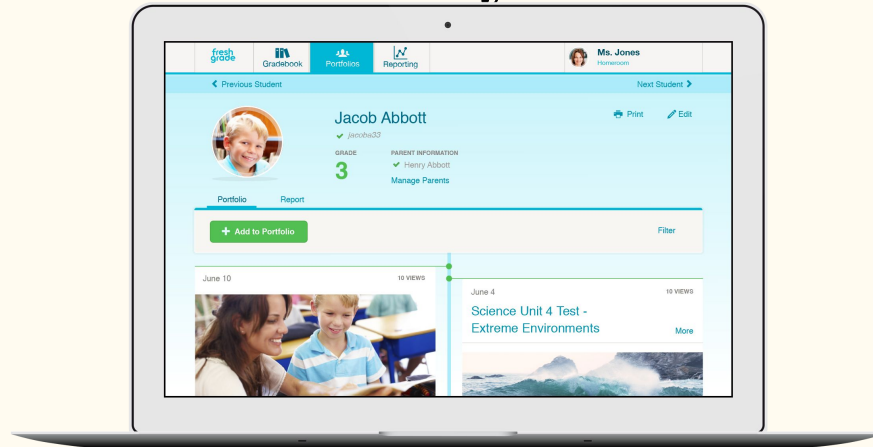 fresh
grade
Gradebook
Portfolios
Reporting
Ms. Jones
Homeroom
Previous Student
Next Student
Jacob Abbott
jacoba33
Print
Edit
GRADE
3
PARENT INFORMATION
Henry Abbott
Manage Parents
Portfolio
Report
+ Add to Portfolio
Filter
June 10
10 VIEWS
June 4
10 VIEWS
Science Unit 4 Test -
Extreme Environments
More